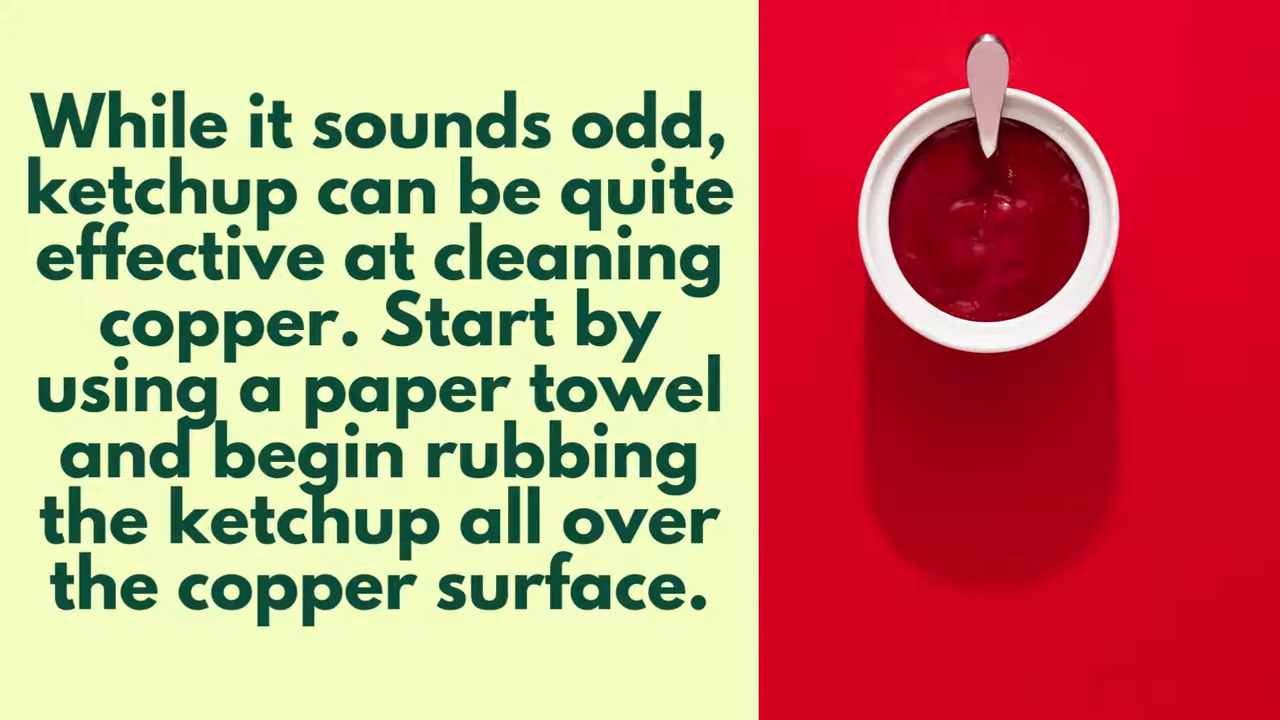 While it sounds odd,
ketchup can be quite
effective at cleaning
copper. Start by
using a paper towel
and begin rubbing
the ketchup all over
the copper surface.